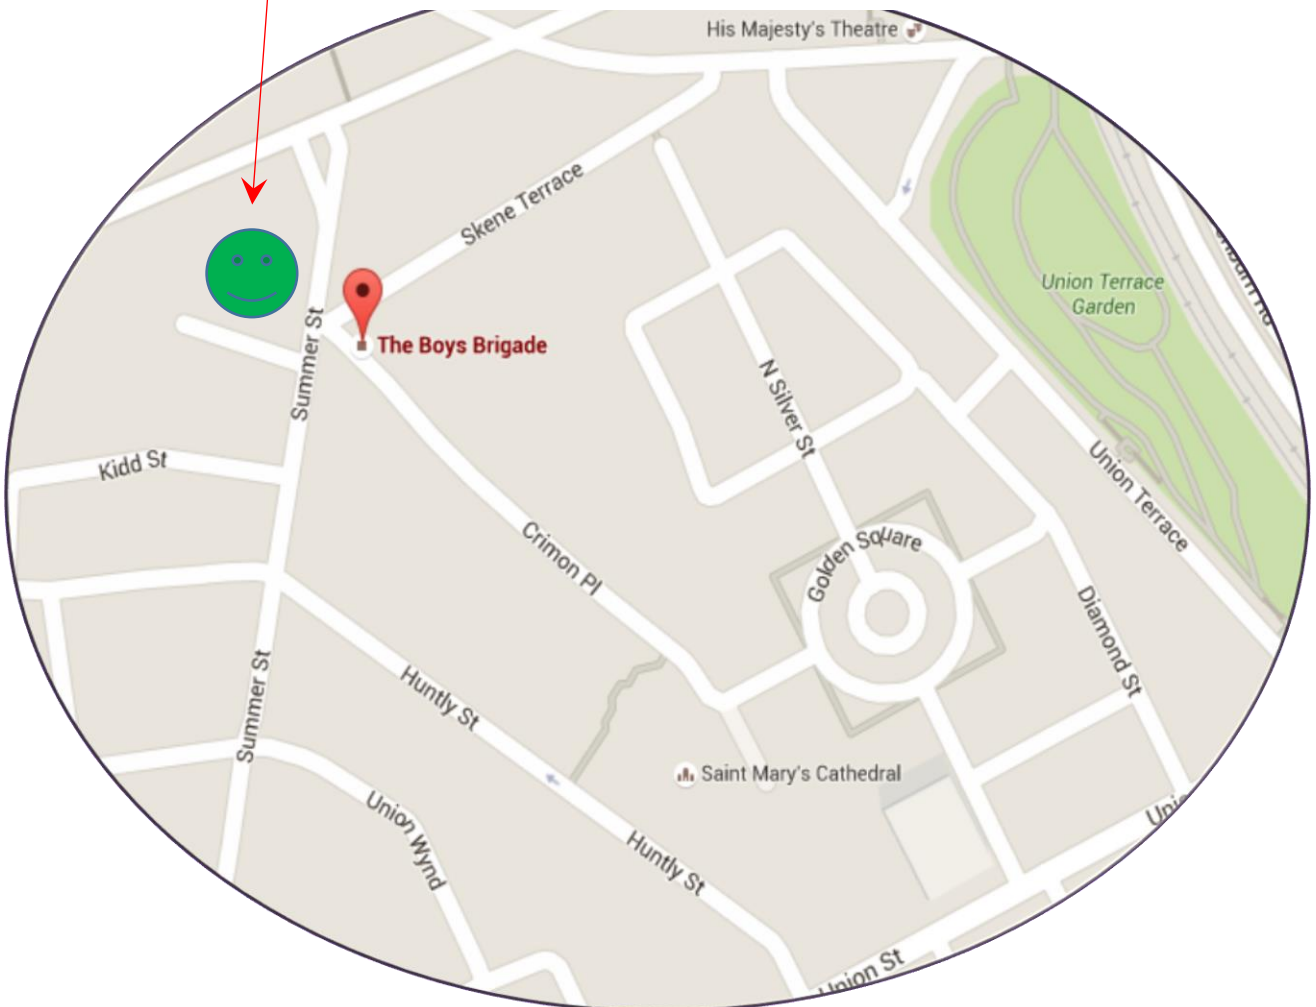 His Majesty's Theatre
Skene Terrace
Union Terrace
Garden
Summer St
The Boys Brigade
N Silver St
Kidd St
Union Terrace
Crimon Pl
Golden Square
Diamond St
Summer St
Huntly St
Saint Mary's Cathedral
Union Wynd
Huntly St
Union St